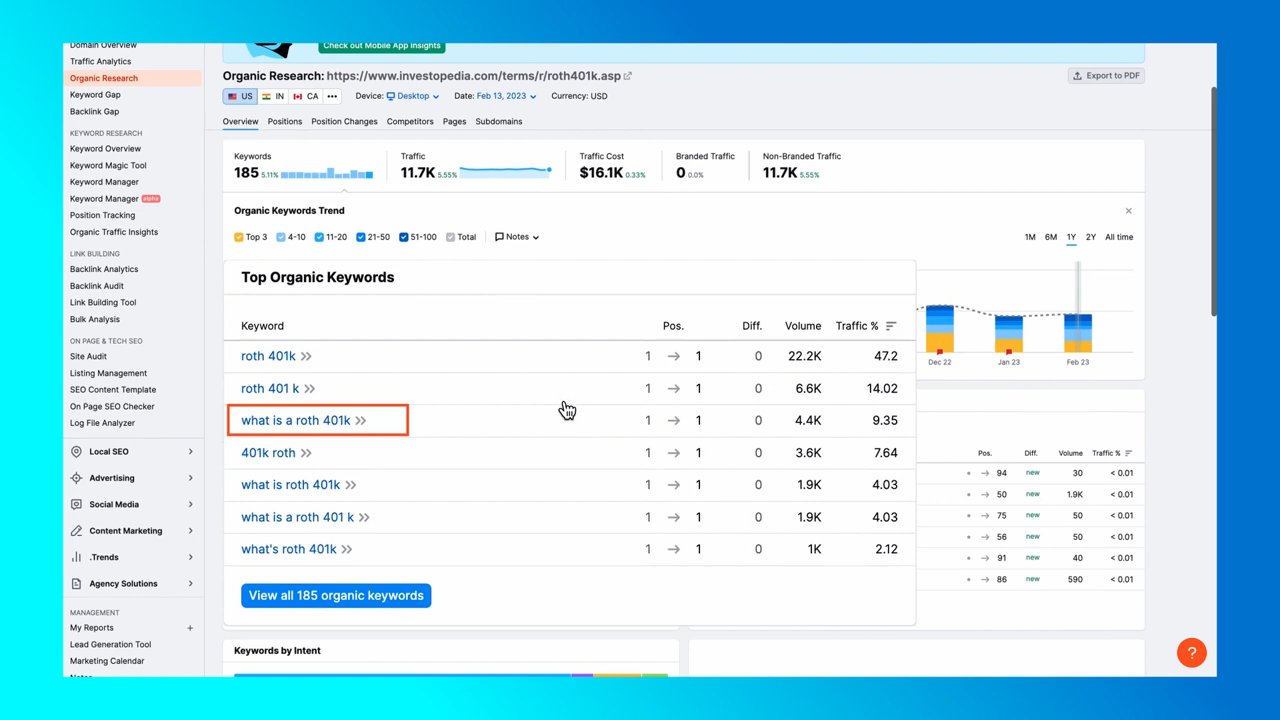 Domain Overview
Traffic Analytics
Organic Research
Keyword Gap
Backlink Gap
KEYWORD RESEARCH
Keyword Overview
Keyword Magic Tool
Keyword Manager
Keyword Manager alpha
Position Tracking
Organic Traffic Insights
LINK BUILDING
Backlink Analytics
Backlink Audit
Link Building Tool
Bulk Analysis
ON PAGE & TECH SEO
Site Audit
Listing Management
SEO Content Template
On Page SEO Checker
Log File Analyzer
Local SEO
Advertising
Social Media
Content Marketing
.Trends
Agency Solutions
MANAGEMENT
My Reports +
Lead Generation Tool
Marketing Calendar
Notes
Check out Mobile App Insights
Organic Research: https://www.investopedia.com/terms/r/roth401k.asp
Export to PDF
US IN CA ••• Device: Desktop Date: Feb 13, 2023 Currency: USD
Overview Positions Position Changes Competitors Pages Subdomains
Keywords Traffic Traffic Cost Branded Traffic Non-Branded Traffic
185 5.11% 11.7K 5.55% $16.1K 0.33% 0 0.0% 11.7K 5.55%
Organic Keywords Trend ×
Top 3 4-10 11-20 21-50 51-100 Total Notes 1M 6M 1Y 2Y All time
Top Organic Keywords
Keyword Pos. Diff. Volume Traffic %
roth 401k >> 1 → 1 0 22.2K 47.2
roth 401 k >> 1 → 1 0 6.6K 14.02
what is a roth 401k >> 1 → 1 0 4.4K 9.35
401k roth >> 1 → 1 0 3.6K 7.64
what is roth 401k >> 1 → 1 0 1.9K 4.03
what is a roth 401 k >> 1 → 1 0 1.9K 4.03
what's roth 401k >> 1 → 1 0 1K 2.12
View all 185 organic keywords
Dec 22 Jan 23 Feb 23
Pos. Diff. Volume Traffic %
• → 94 new 30 < 0.01
• → 50 new 1.9K < 0.01
• → 75 new 50 < 0.01
• → 56 new 50 < 0.01
• → 91 new 40 < 0.01
• → 86 new 590 < 0.01
Keywords by Intent
?